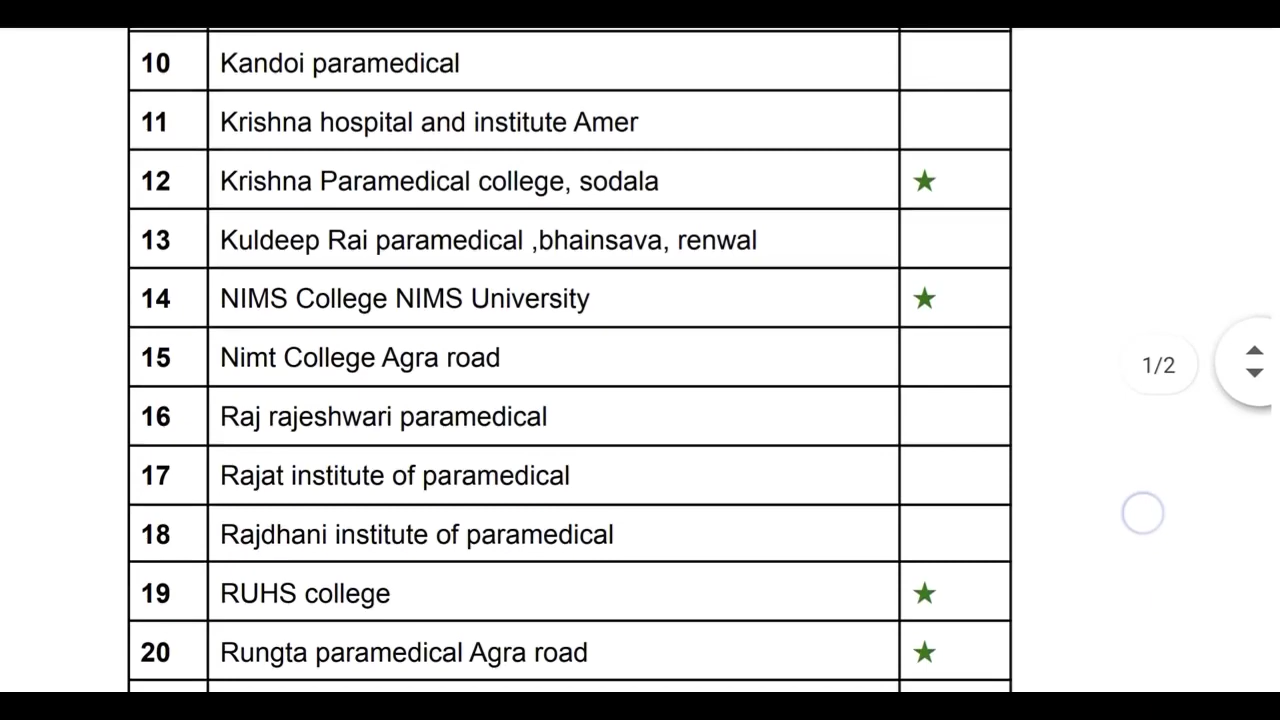 10 Kandoi paramedical
11 Krishna hospital and institute Amer
12 Krishna Paramedical college, sodala ★
13 Kuldeep Rai paramedical ,bhainsava, renwal
14 NIMS College NIMS University ★
15 Nimt College Agra road
16 Raj rajeshwari paramedical
17 Rajat institute of paramedical
18 Rajdhani institute of paramedical
19 RUHS college ★
20 Rungta paramedical Agra road ★
1/2